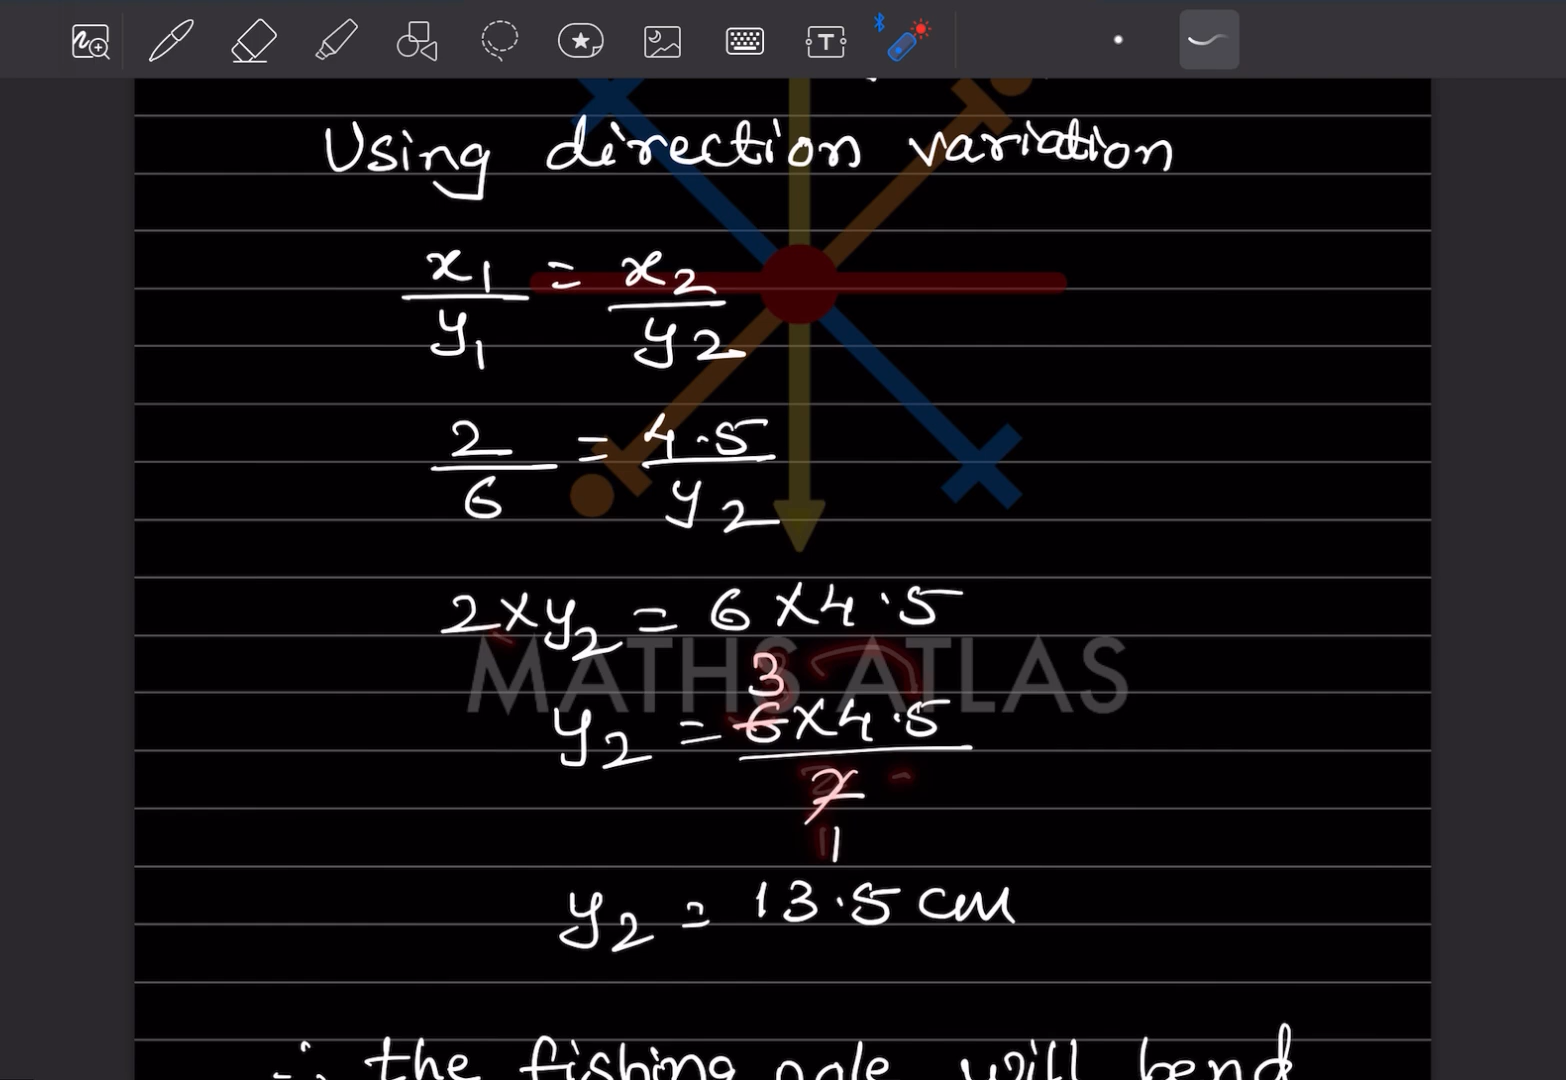 Using direction variation
x1/y1 = x2/y2
2/6 = 4.5/y2
2×y2 = 6×4.5
MATHS ATLAS
3
y2 = 6×4.5/2
1
y2 = 13.5 cm
∴ the fishing pole will bend